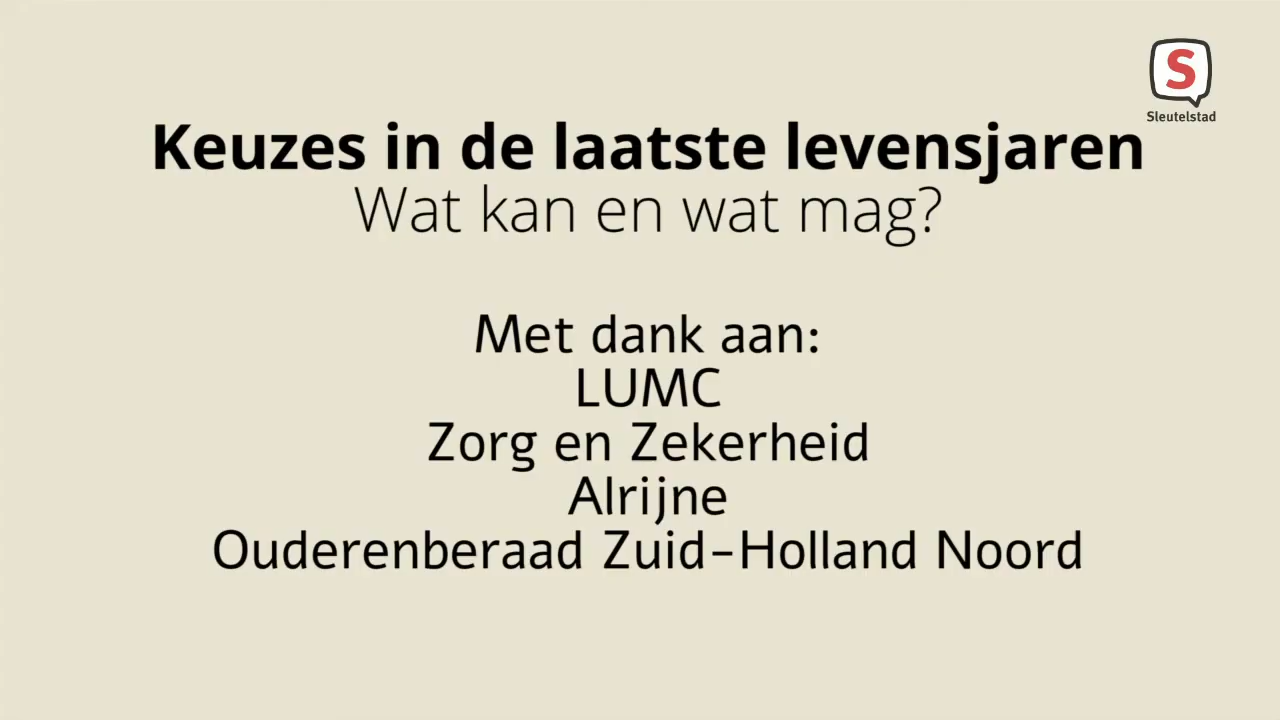 S
Sleutelstad
Keuzes in de laatste levensjaren
Wat kan en wat mag?
Met dank aan:
LUMC
Zorg en Zekerheid
Alrijne
Ouderenberaad Zuid-Holland Noord